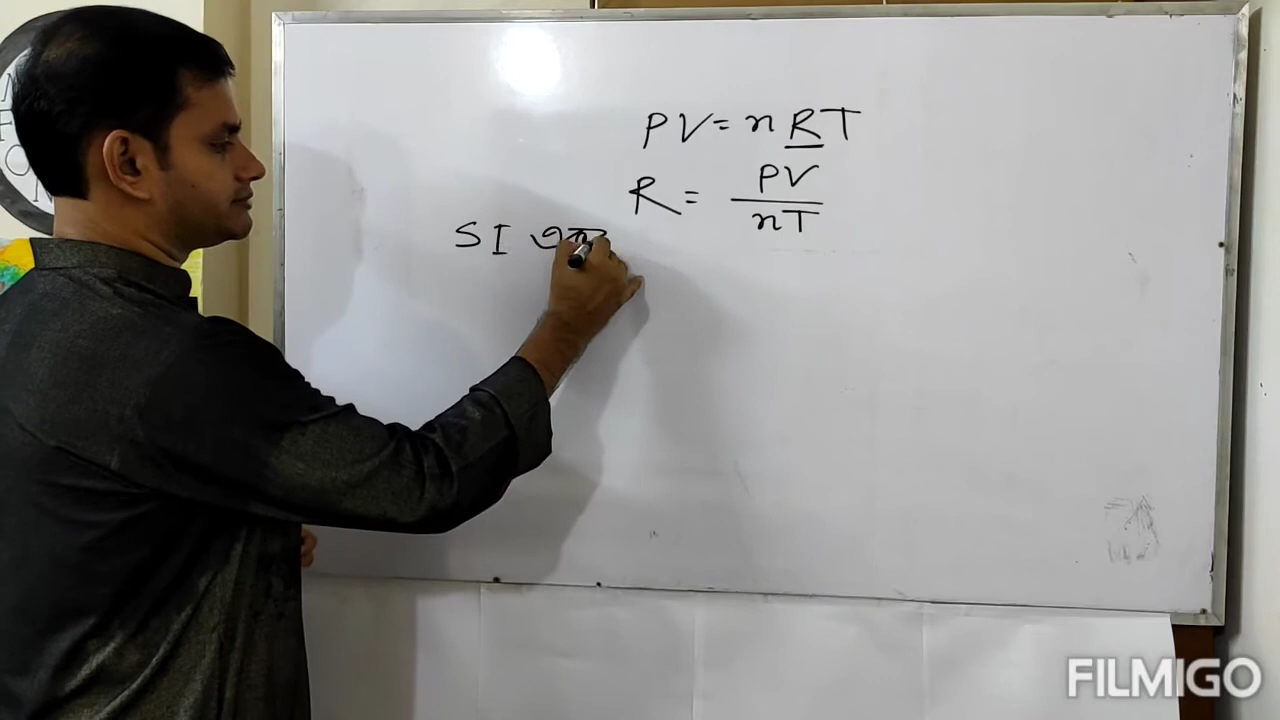 PV = nRT
R = PV / nT
SI
FILMIGO